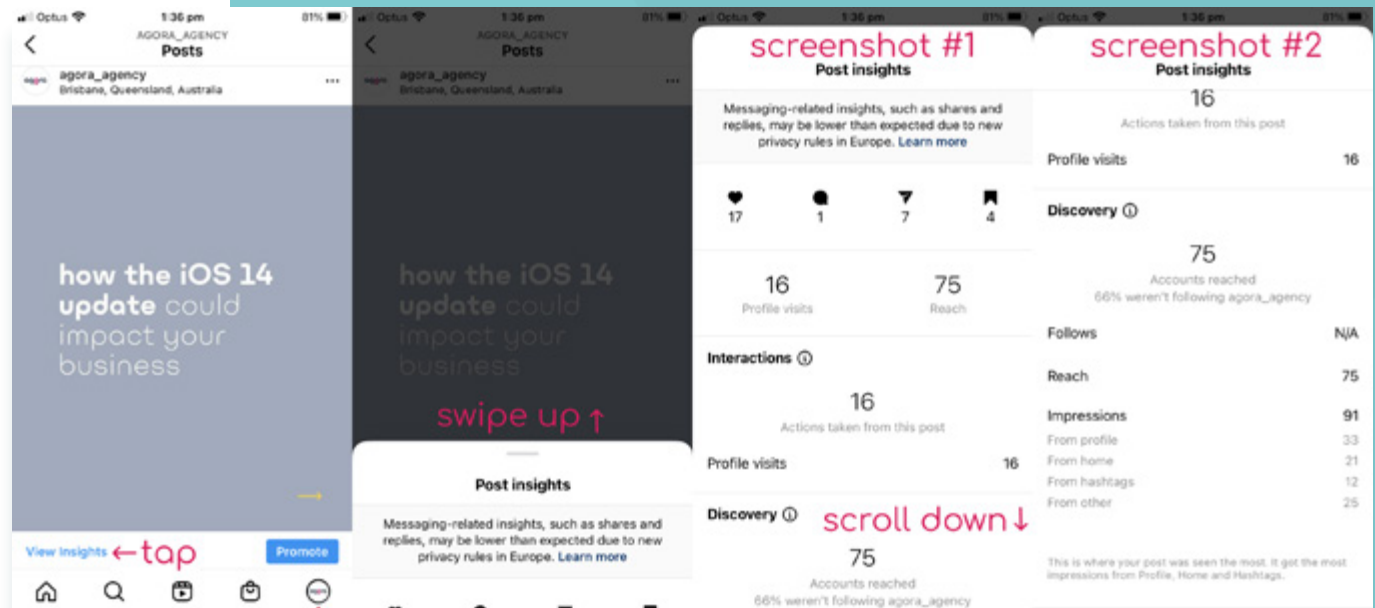 Optus
1:36 pm
81%
AGORA_AGENCY
Posts
agora_agency
Brisbane, Queensland, Australia
how the iOS 14
update could
impact your
business
View Insights
←tap
Promote
Optus
1:36 pm
81%
AGORA_AGENCY
Posts
agora_agency
Brisbane, Queensland, Australia
how the iOS 14
update could
impact your
business
swipe up ↑
Post insights
Messaging-related insights, such as shares and
replies, may be lower than expected due to new
privacy rules in Europe. Learn more
Optus
1:36 pm
81%
screenshot #1
Post insights
Messaging-related insights, such as shares and
replies, may be lower than expected due to new
privacy rules in Europe. Learn more
17 1 7 4
16 75
Profile visits Reach
Interactions
16
Actions taken from this post
Profile visits 16
Discovery
scroll down↓
75
Accounts reached
66% weren't following agora_agency
Optus
1:36 pm
81%
screenshot #2
Post insights
16
Actions taken from this post
Profile visits 16
Discovery
75
Accounts reached
66% weren't following agora_agency
Follows N/A
Reach 75
Impressions 91
From profile 33
From home 21
From hashtags 12
From other 25
This is where your post was seen the most. It got the most
impressions from Profile, Home and Hashtags.